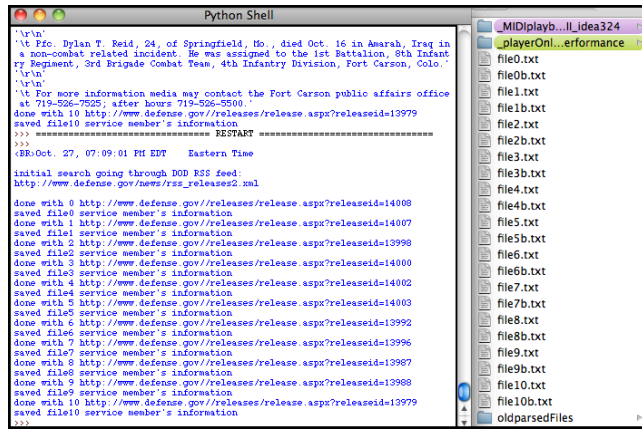 Python Shell
'\r\n'
'\t Pfc. Dylan T. Reid, 24, of Springfield, Mo., died Oct. 16 in Amarah, Iraq in
a non-combat related incident. He was assigned to the 1st Battalion, 8th Infant
ry Regiment, 3rd Brigade Combat Team, 4th Infantry Division, Fort Carson, Colo.'
'\r\n'
'\r\n'
'\t For more information media may contact the Fort Carson public affairs office
at 719-526-7525; after hours 719-526-5500.'
done with 10 http://www.defense.gov//releases/release.aspx?releaseid=13979
saved file10 service member's information
>>> ================================ RESTART ================================
>>>
<BR>Oct. 27, 07:09:01 PM EDT Eastern Time
initial search going through DOD RSS feed:
http://www.defense.gov/news/rss_releases2.xml
done with 0 http://www.defense.gov//releases/release.aspx?releaseid=14008
saved file0 service member's information
done with 1 http://www.defense.gov//releases/release.aspx?releaseid=14007
saved file1 service member's information
done with 2 http://www.defense.gov//releases/release.aspx?releaseid=13998
saved file2 service member's information
done with 3 http://www.defense.gov//releases/release.aspx?releaseid=14000
saved file3 service member's information
done with 4 http://www.defense.gov//releases/release.aspx?releaseid=14002
saved file4 service member's information
done with 5 http://www.defense.gov//releases/release.aspx?releaseid=14003
saved file5 service member's information
done with 6 http://www.defense.gov//releases/release.aspx?releaseid=13992
saved file6 service member's information
done with 7 http://www.defense.gov//releases/release.aspx?releaseid=13996
saved file7 service member's information
done with 8 http://www.defense.gov//releases/release.aspx?releaseid=13987
saved file8 service member's information
done with 9 http://www.defense.gov//releases/release.aspx?releaseid=13988
saved file9 service member's information
done with 10 http://www.defense.gov//releases/release.aspx?releaseid=13979
saved file10 service member's information
>>>
_MIDIplayb...ll_idea324
_playerOnl...erformance
file0.txt
file0b.txt
file1.txt
file1b.txt
file2.txt
file2b.txt
file3.txt
file3b.txt
file4.txt
file4b.txt
file5.txt
file5b.txt
file6.txt
file6b.txt
file7.txt
file7b.txt
file8.txt
file8b.txt
file9.txt
file9b.txt
file10.txt
file10b.txt
oldparsedFiles